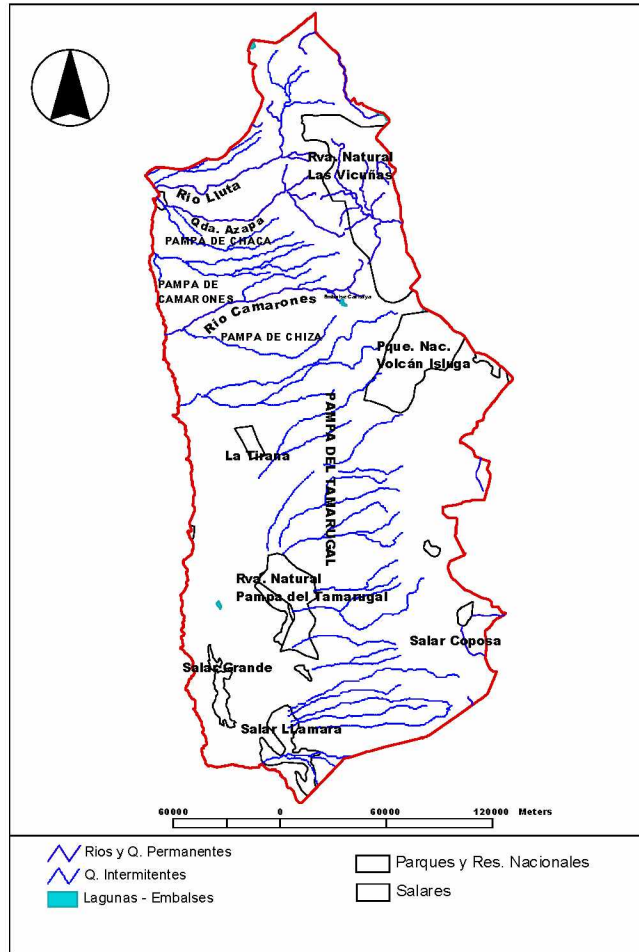 Rva. Natural
Las Vicuñas
Rio Lluta
Qda. Azapa
PAMPA DE CHACA
PAMPA DE
CAMARONES
Río Camarones
PAMPA DE CHIZA
Pque. Nac.
Volcán Isluga
PAMPA DEL TAMARUGAL
La Tirana
Rva. Natural
Pampa del Tamarugal
Salar Coposa
Salar Grande
Salar LLamara
60000 0 60000 120000 Meters
Rios y Q. Permanentes
Q. Intermitentes
Lagunas - Embalses
Parques y Res. Nacionales
Salares